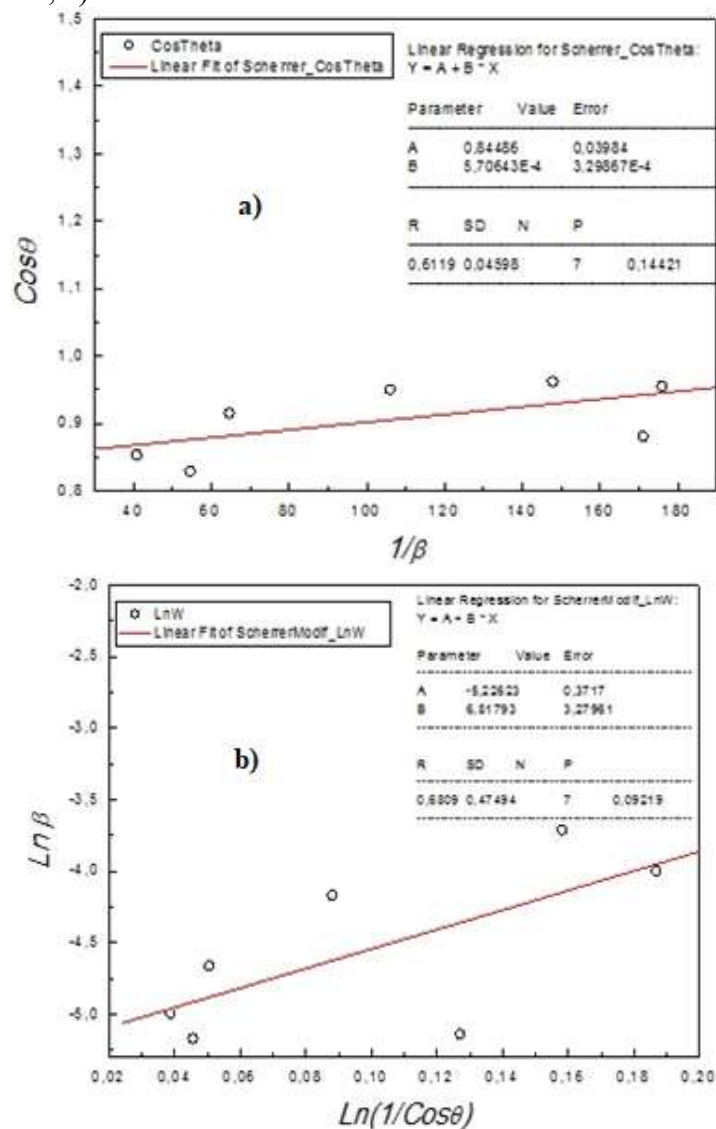 1,5
1,4
1,3
1,2
1,1
1,0
0,9
0,8
Cosθ
CosTheta
Linear Fit of Scherrer_CosTheta
Linear Regression for Scherrer_CosTheta:
Y = A + B * X
Parameter Value Error
A 0,84486 0,03984
B 5,70643E-4 3,29867E-4
R SD N P
0,6119 0,04598 7 0,14421
a)
40 60 80 100 120 140 160 180
1/β
-2,0
-2,5
-3,0
-3,5
-4,0
-4,5
-5,0
Ln β
LnW
Linear Fit of ScherrerModif_LnW
Linear Regression for ScherrerModif_LnW:
Y = A + B * X
Parameter Value Error
A -5,22623 0,3717
B 6,81793 3,27961
R SD N P
0,6809 0,47494 7 0,09219
b)
0,02 0,04 0,06 0,08 0,10 0,12 0,14 0,16 0,18 0,20
Ln(1/Cosθ)